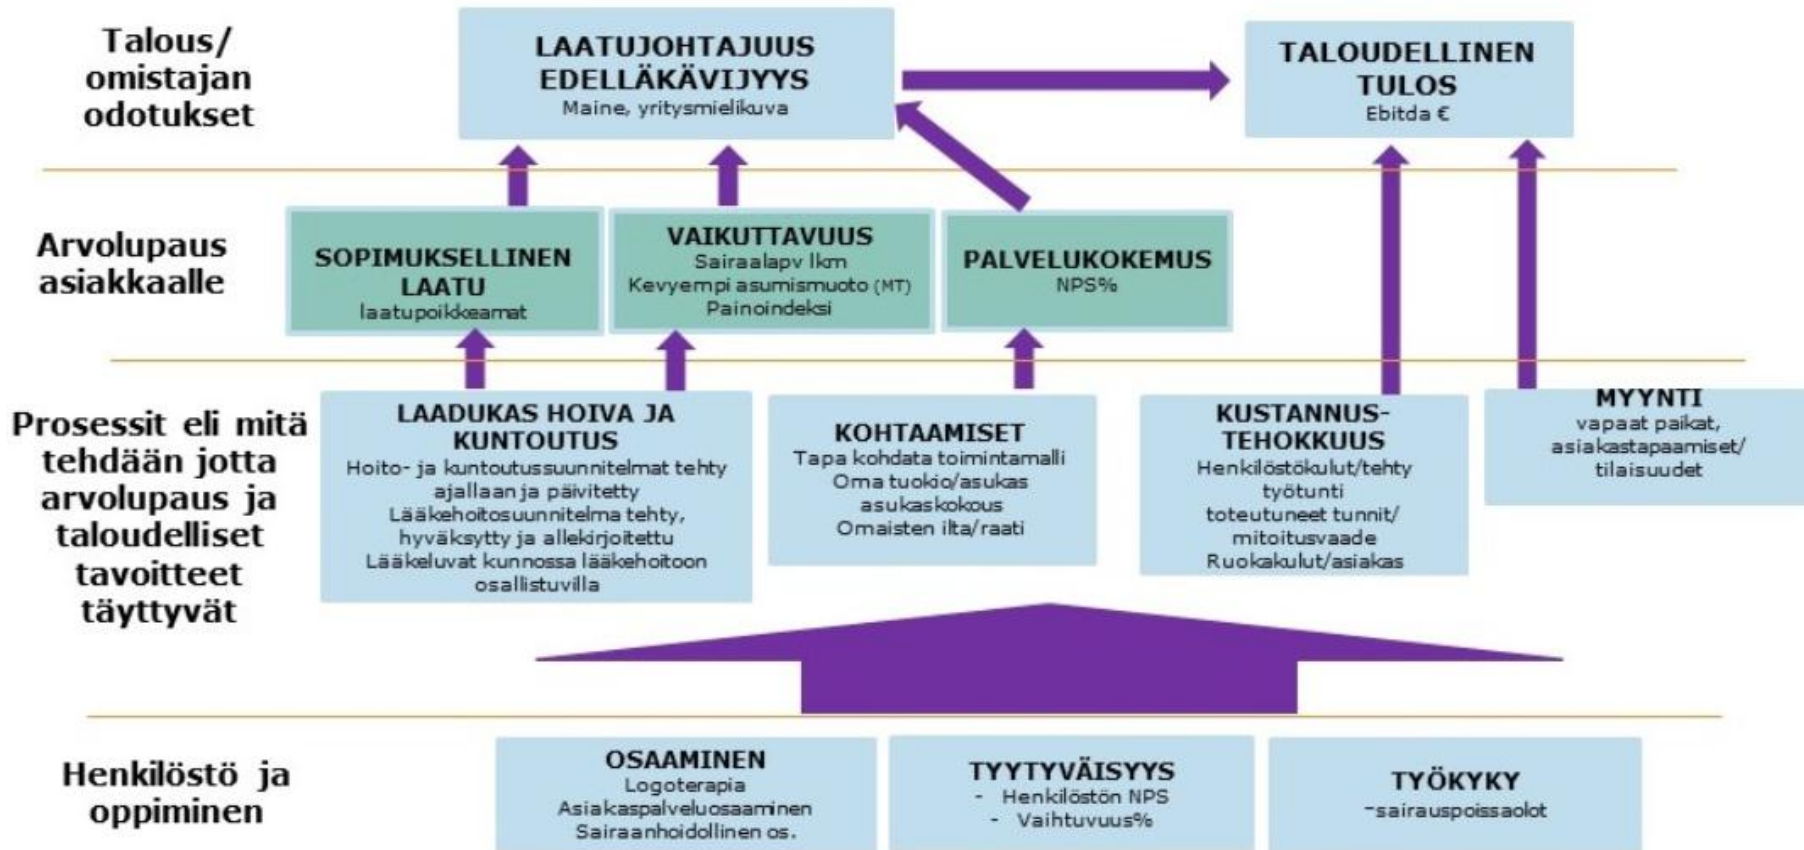 Talous/
omistajan
odotukset
LAATUJOHTAJUUS
EDELLÄKÄVIJYYS
Maine, yritysmielikuva
TALOUDELLINEN
TULOS
Ebitda €
Arvolupaus
asiakkaalle
SOPIMUKSELLINEN
LAATU
laatupoikkeamat
VAIKUTTAVUUS
Sairaalapv lkm
Kevyempi asumismuoto (MT)
Painoindeksi
PALVELUKOKEMUS
NPS%
Prosessit eli mitä
tehdään jotta
arvolupaus ja
taloudelliset
tavoitteet
täyttyvät
LAADUKAS HOIVA JA
KUNTOUTUS
Hoito- ja kuntoutussuunnitelmat tehty
ajallaan ja päivitetty
Lääkehoitosuunnitelma tehty,
hyväksytty ja allekirjoitettu
Lääkeluvat kunnossa lääkehoitoon
osallistuvilla
KOHTAAMISET
Tapa kohdata toimintamalli
Oma tuokio/asukas
asukaskokous
Omaisten ilta/raati
KUSTANNUS-
TEHOKKUUS
Henkilöstökulut/tehty
työtunti
toteutuneet tunnit/
mitoitusvaade
Ruokakulut/asiakas
MYYNTI
vapaat paikat,
asiakastapaamiset/
tilaisuudet
Henkilöstö ja
oppiminen
OSAAMINEN
Logoterapia
Asiakaspalveluosaaminen
Sairaanhoidollinen os.
TYYTYVÄISYYS
- Henkilöstön NPS
- Vaihtuvuus%
TYÖKYKY
-sairauspoissaolot